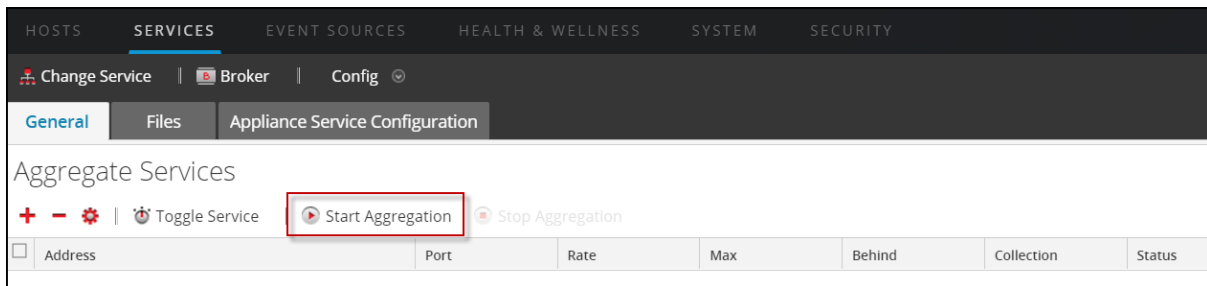 HOSTS SERVICES EVENT SOURCES HEALTH & WELLNESS SYSTEM SECURITY
Change Service | B Broker | Config
General Files Appliance Service Configuration
Aggregate Services
Toggle Service | Start Aggregation Stop Aggregation
Address Port Rate Max Behind Collection Status